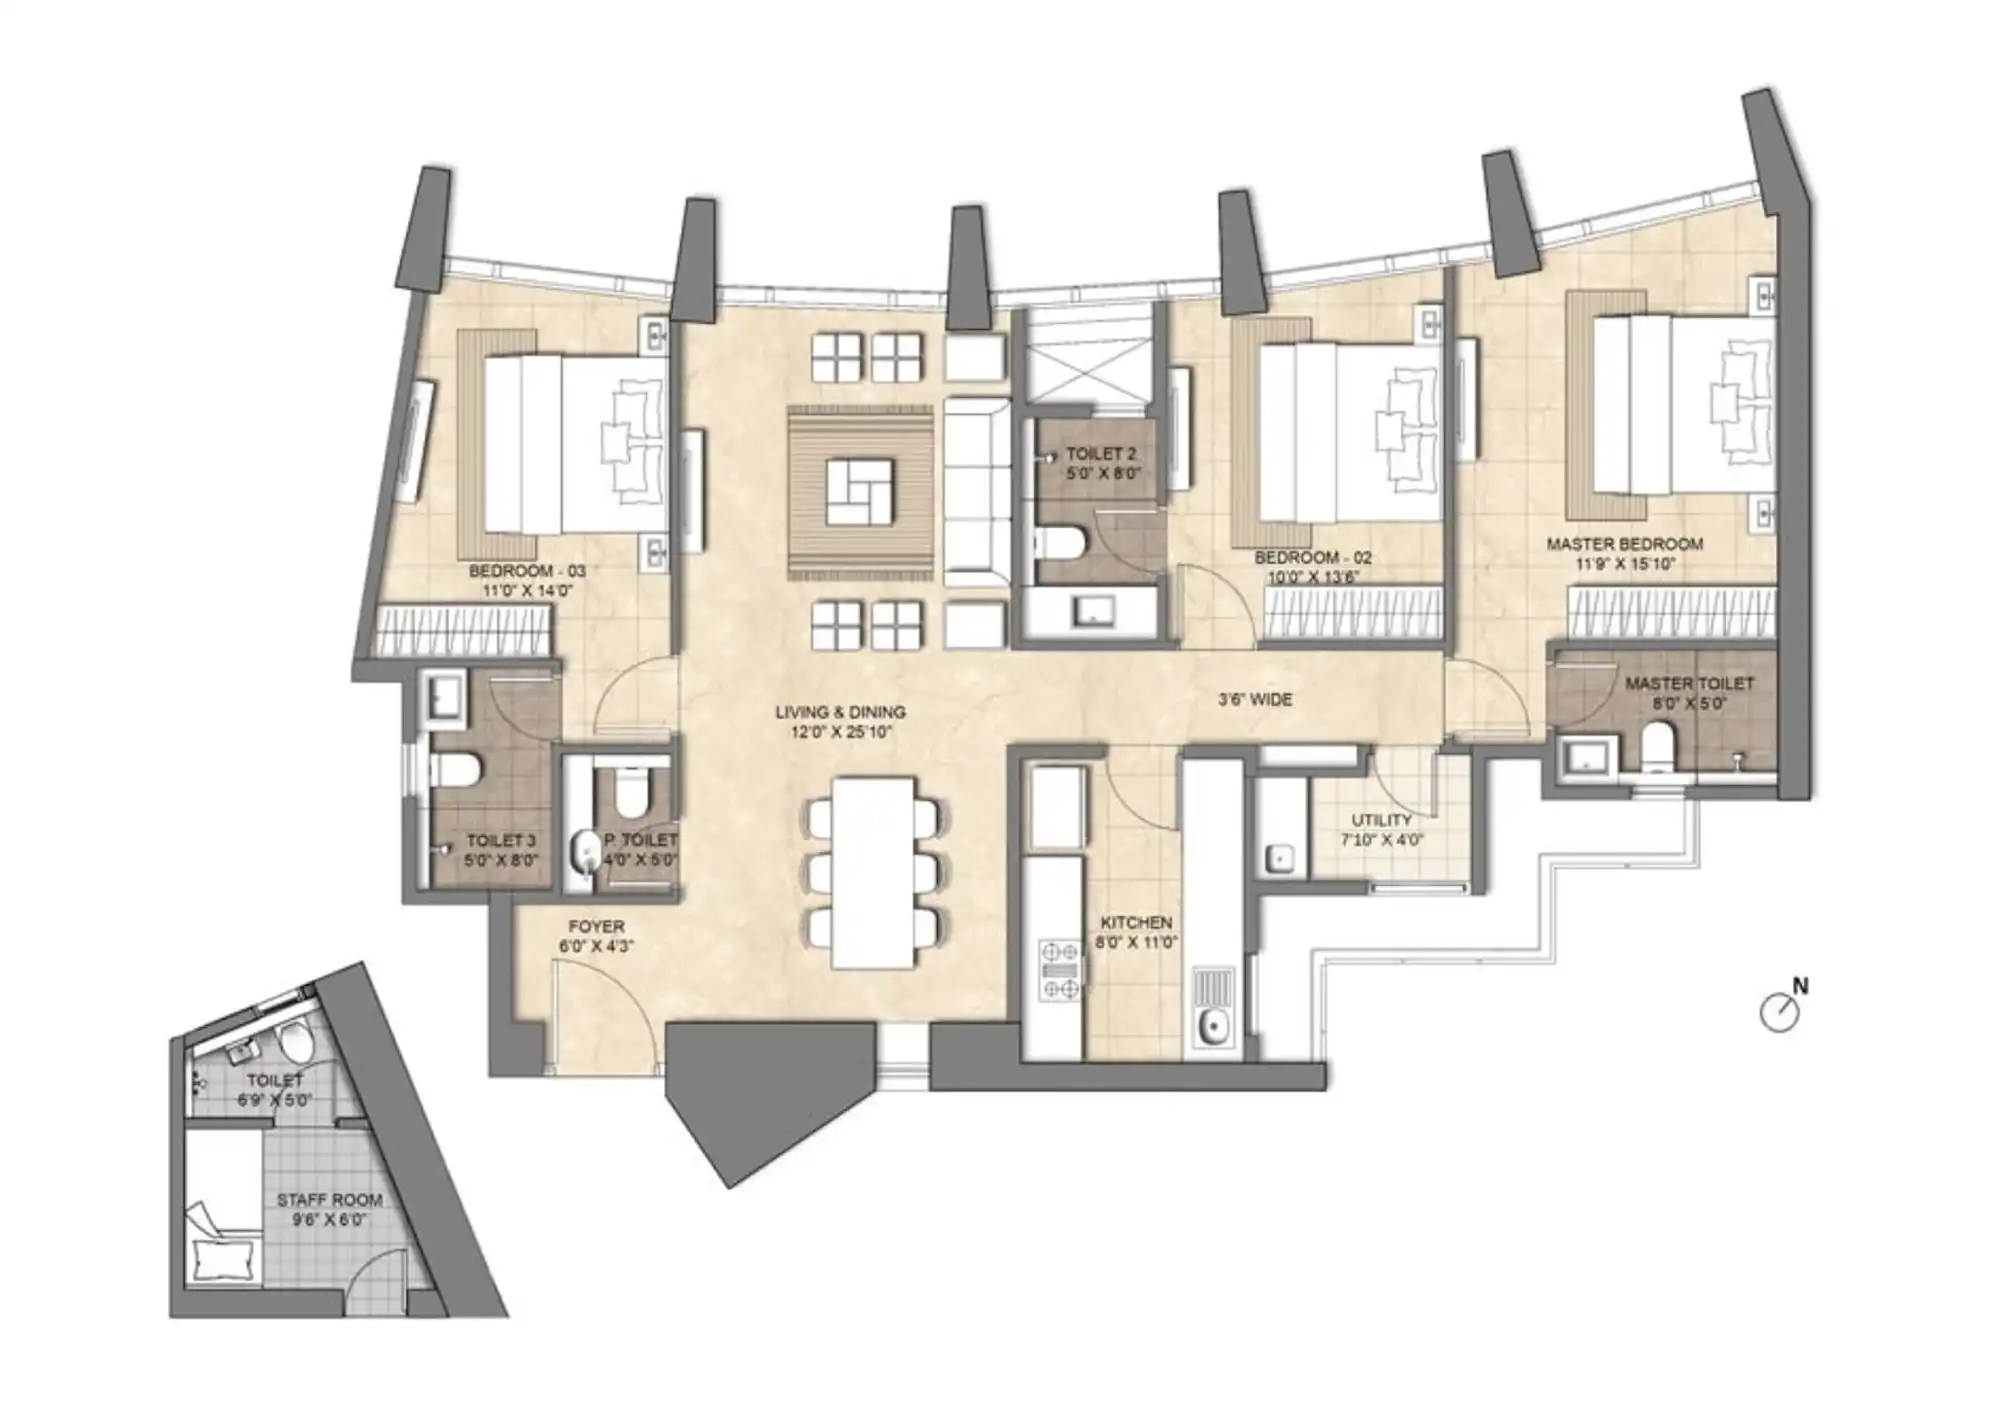 TOILET 2
5'0" X 8'0"
MASTER BEDROOM
11'9" X 15'10"
BEDROOM - 02
10'0" X 13'6"
BEDROOM - 03
11'0" X 14'0"
MASTER TOILET
8'0" X 5'0"
3'6" WIDE
LIVING & DINING
12'0" X 25'10"
UTILITY
7'10" X 4'0"
TOILET 3
5'0" X 8'0"
P. TOILET
4'0" X 5'0"
KITCHEN
8'0" X 11'0"
FOYER
6'0" X 4'3"
N
TOILET
6'9" X 5'0"
STAFF ROOM
9'6" X 6'0"